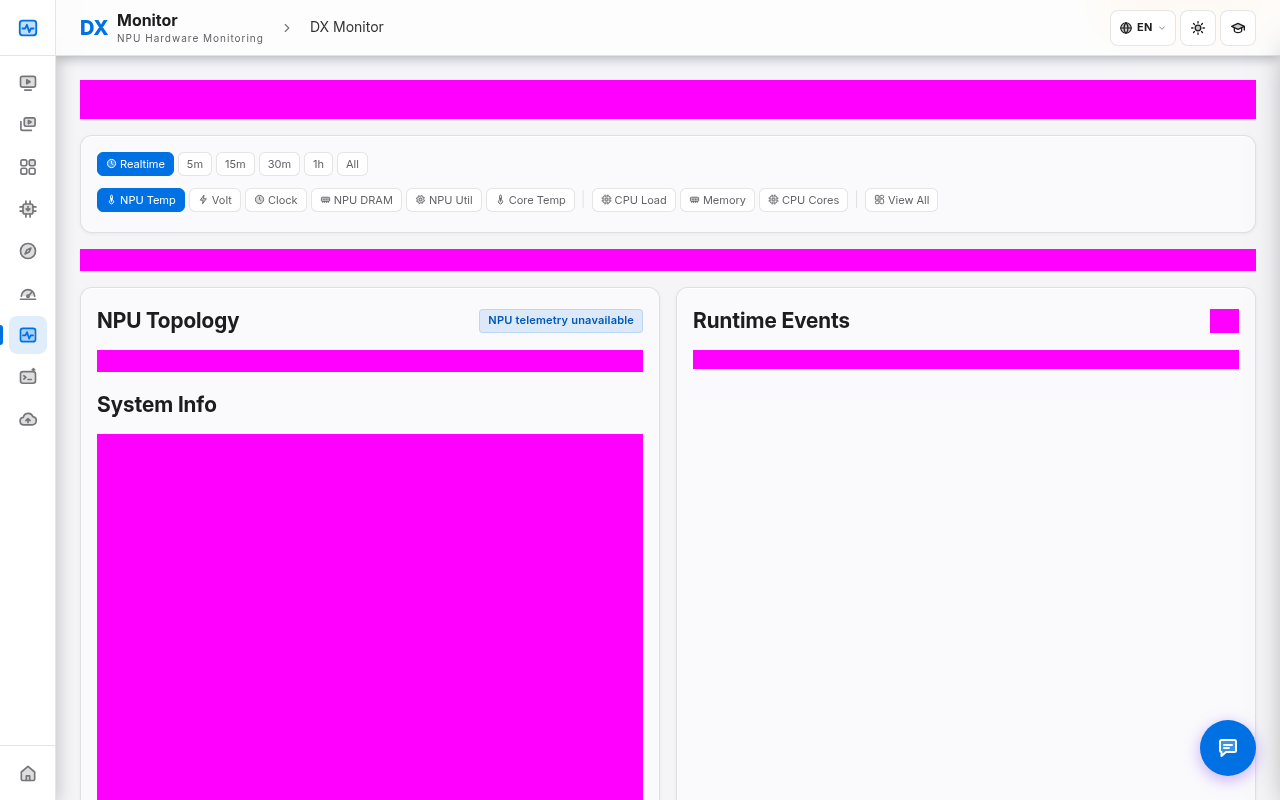 DX Monitor
NPU Hardware Monitoring
DX Monitor
EN
Realtime 5m 15m 30m 1h All
NPU Temp Volt Clock NPU DRAM NPU Util Core Temp CPU Load Memory CPU Cores View All
NPU Topology
NPU telemetry unavailable
System Info
Runtime Events